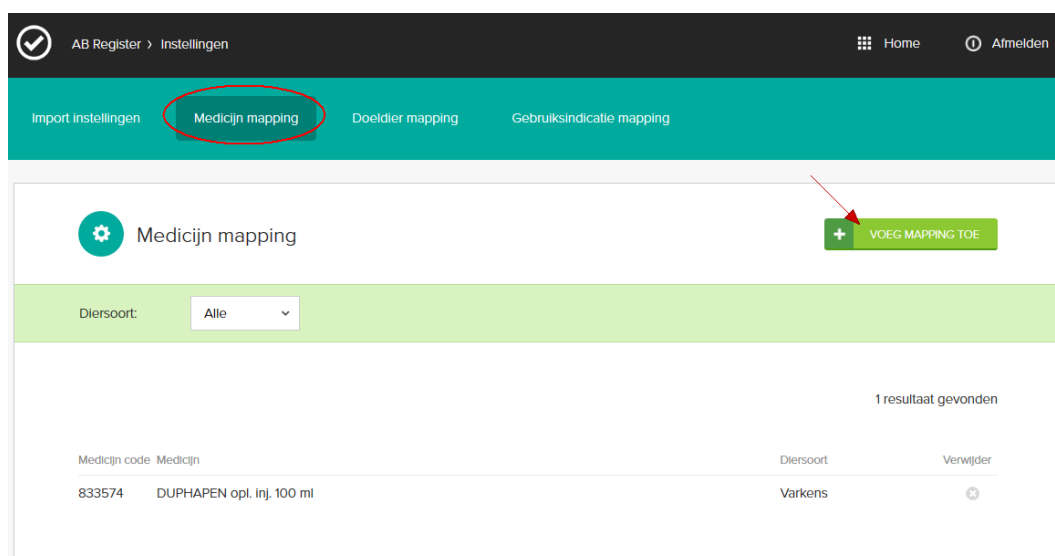 AB Register > Instellingen
Home
Afmelden
Import instellingen
Medicijn mapping
Doeldier mapping
Gebruiksindicatie mapping
Medicijn mapping
VOEG MAPPING TOE
Diersoort:
Alle
1 resultaat gevonden
Medicijn code Medicijn Diersoort Verwijder
833574 DUPHAPEN opl. inj. 100 ml Varkens